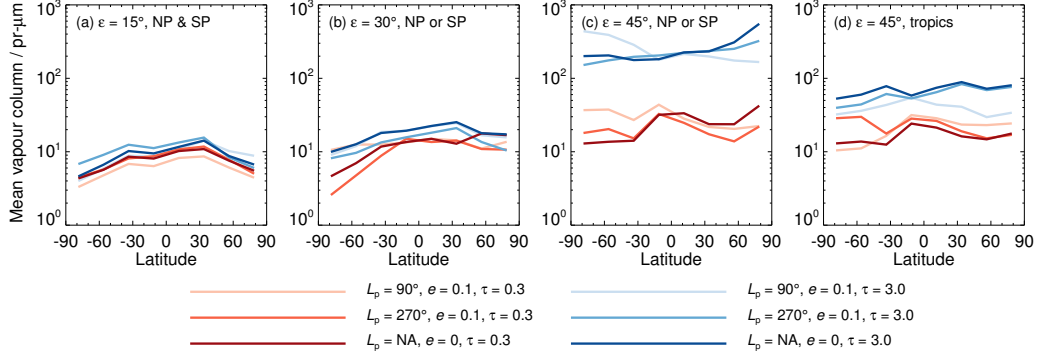 (a) ε = 15°, NP & SP
(b) ε = 30°, NP or SP
(c) ε = 45°, NP or SP
(d) ε = 45°, tropics
Mean vapour column / pr-μm
10³
10²
10¹
10⁰
-90 -60 -30 0 30 60 90
Latitude
10³
10²
10¹
10⁰
-90 -60 -30 0 30 60 90
Latitude
10³
10²
10¹
10⁰
-90 -60 -30 0 30 60 90
Latitude
10³
10²
10¹
10⁰
-90 -60 -30 0 30 60 90
Latitude
Lₚ = 90°, e = 0.1, τ = 0.3
Lₚ = 270°, e = 0.1, τ = 0.3
Lₚ = NA, e = 0, τ = 0.3
Lₚ = 90°, e = 0.1, τ = 3.0
Lₚ = 270°, e = 0.1, τ = 3.0
Lₚ = NA, e = 0, τ = 3.0